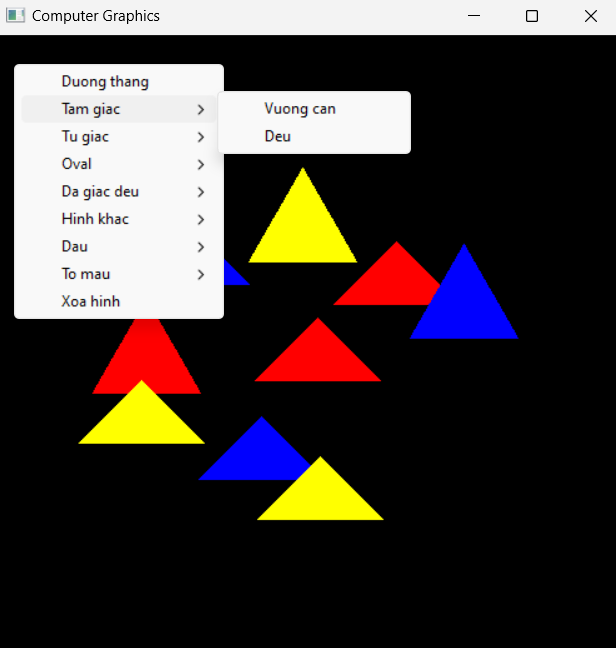 Computer Graphics
Duong thang
Tam giac
Tu giac
Oval
Da giac deu
Hinh khac
Dau
To mau
Xoa hinh
Vuong can
Deu